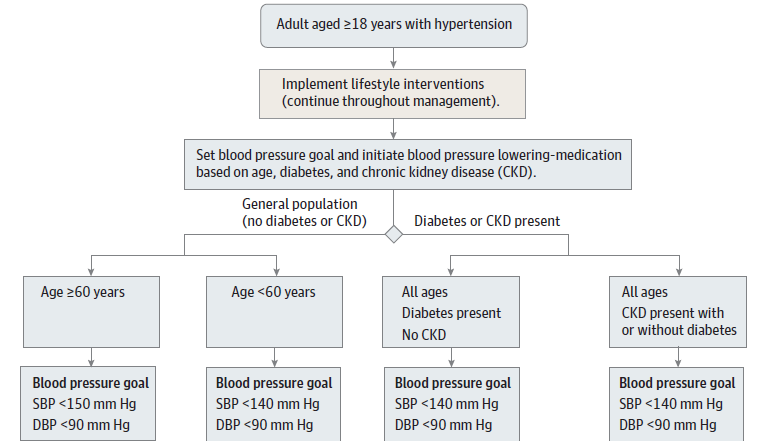 Adult aged ≥18 years with hypertension
Implement lifestyle interventions
(continue throughout management).
Set blood pressure goal and initiate blood pressure lowering-medication
based on age, diabetes, and chronic kidney disease (CKD).
General population
(no diabetes or CKD)
Diabetes or CKD present
Age ≥60 years
Age <60 years
All ages
Diabetes present
No CKD
All ages
CKD present with
or without diabetes
Blood pressure goal
SBP <150 mm Hg
DBP <90 mm Hg
Blood pressure goal
SBP <140 mm Hg
DBP <90 mm Hg
Blood pressure goal
SBP <140 mm Hg
DBP <90 mm Hg
Blood pressure goal
SBP <140 mm Hg
DBP <90 mm Hg